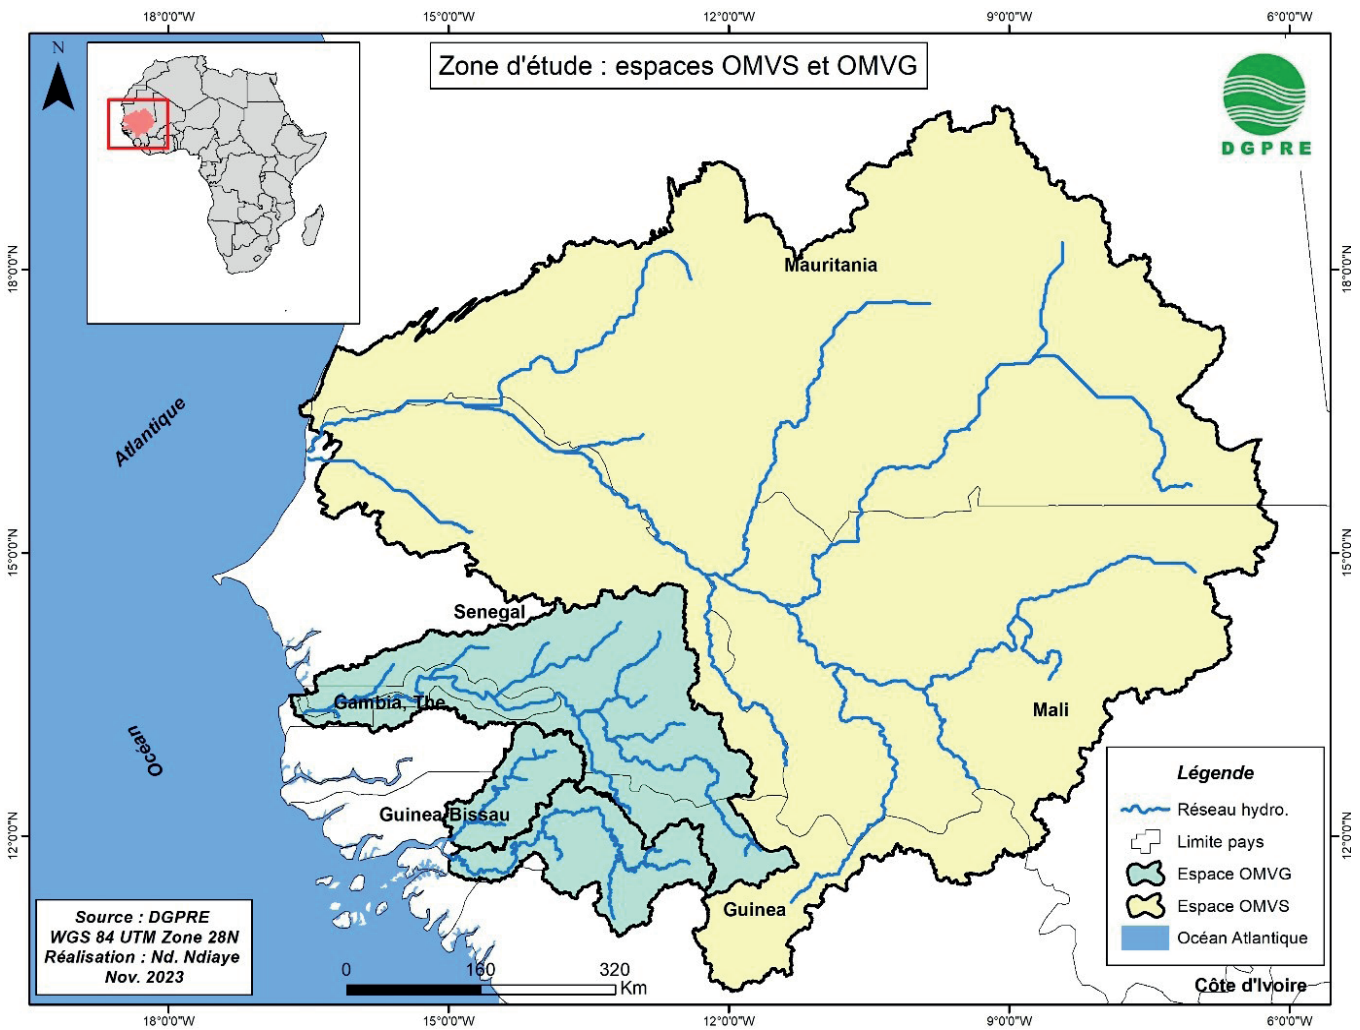 18°0'0"W 15°0'0"W 12°0'0"W 9°0'0"W 6°0'0"W
N
Zone d'étude : espaces OMVS et OMVG
DGPRE
18°0'0"N
18°0'0"N
Mauritania
Atlantique
15°0'0"N
15°0'0"N
Senegal
Gambia, The
Mali
Océan
Guinea-Bissau
12°0'0"N
12°0'0"N
Guinea
Légende
Réseau hydro.
Limite pays
Espace OMVG
Espace OMVS
Océan Atlantique
Côte d'Ivoire
Source : DGPRE
WGS 84 UTM Zone 28N
Réalisation : Nd. Ndiaye
Nov. 2023
0 160 320
Km
18°0'0"W 15°0'0"W 12°0'0"W 9°0'0"W 6°0'0"W